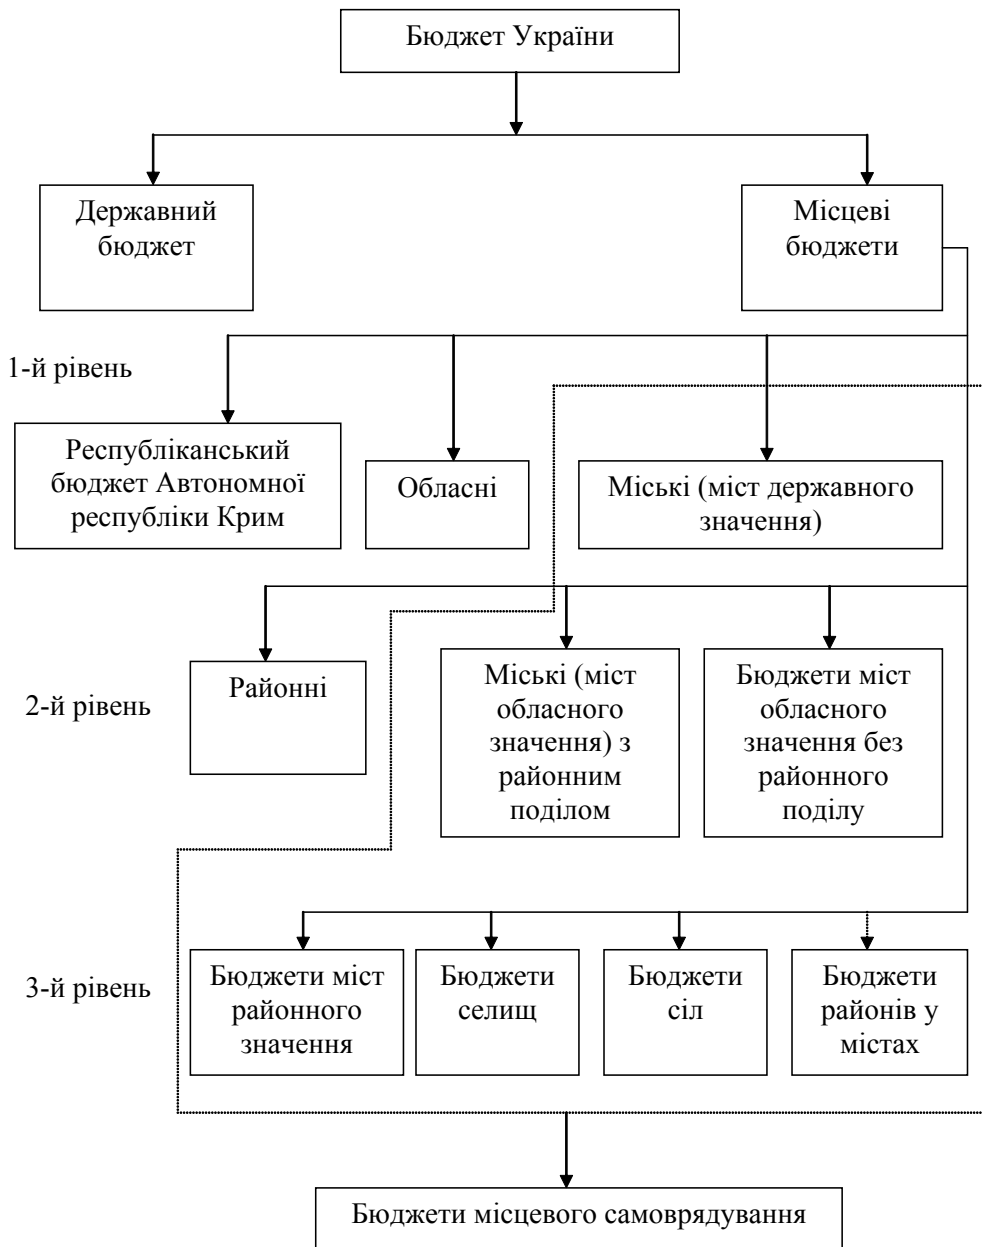 Бюджет України
Державний
бюджет
Місцеві
бюджети
1-й рівень
Республіканський
бюджет Автономної
республіки Крим
Обласні
Міські (міст державного
значення)
2-й рівень
Районні
Міські (міст
обласного
значення) з
районним
поділом
Бюджети міст
обласного
значення без
районного
поділу
3-й рівень
Бюджети міст
районного
значення
Бюджети
селищ
Бюджети
сіл
Бюджети
районів у
містах
Бюджети місцевого самоврядування